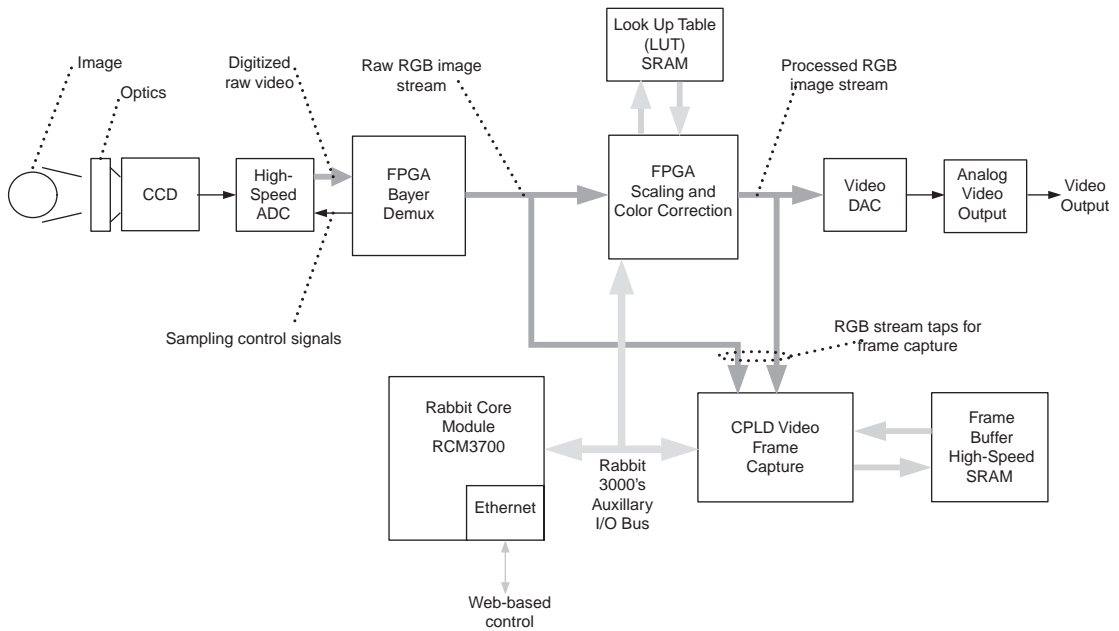 Look Up Table
(LUT)
SRAM
Image
Digitized
raw video
Raw RGB image
stream
Processed RGB
image stream
Optics
CCD
High-
Speed
ADC
FPGA
Bayer
Demux
FPGA
Scaling and
Color Correction
Video
DAC
Analog
Video
Output
Video
Output
Sampling control signals
RGB stream taps for
frame capture
Rabbit Core
Module
RCM3700
Ethernet
Rabbit
3000's
Auxillary
I/O Bus
CPLD Video
Frame
Capture
Frame
Buffer
High-Speed
SRAM
Web-based
control